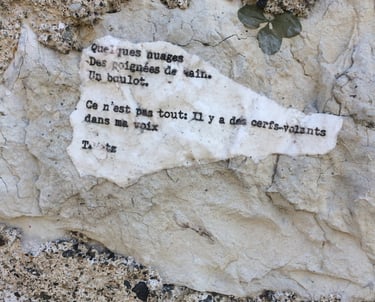 Quelques nuages
Des poignées de main.
Un boulot.
Ce n'est pas tout: Il y a des cerfs-volants
dans ma voix